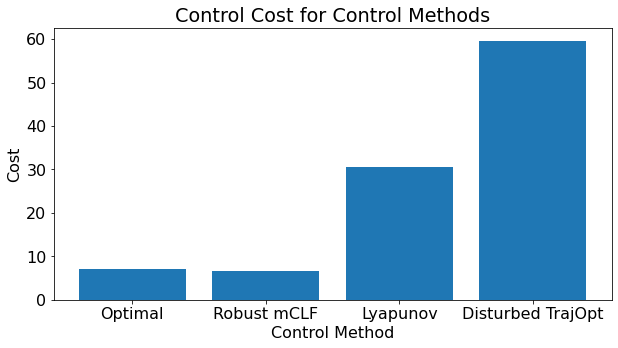 Control Cost for Control Methods
60
50
40
30
20
10
0
Cost
Optimal
Robust mCLF
Lyapunov
Disturbed TrajOpt
Control Method